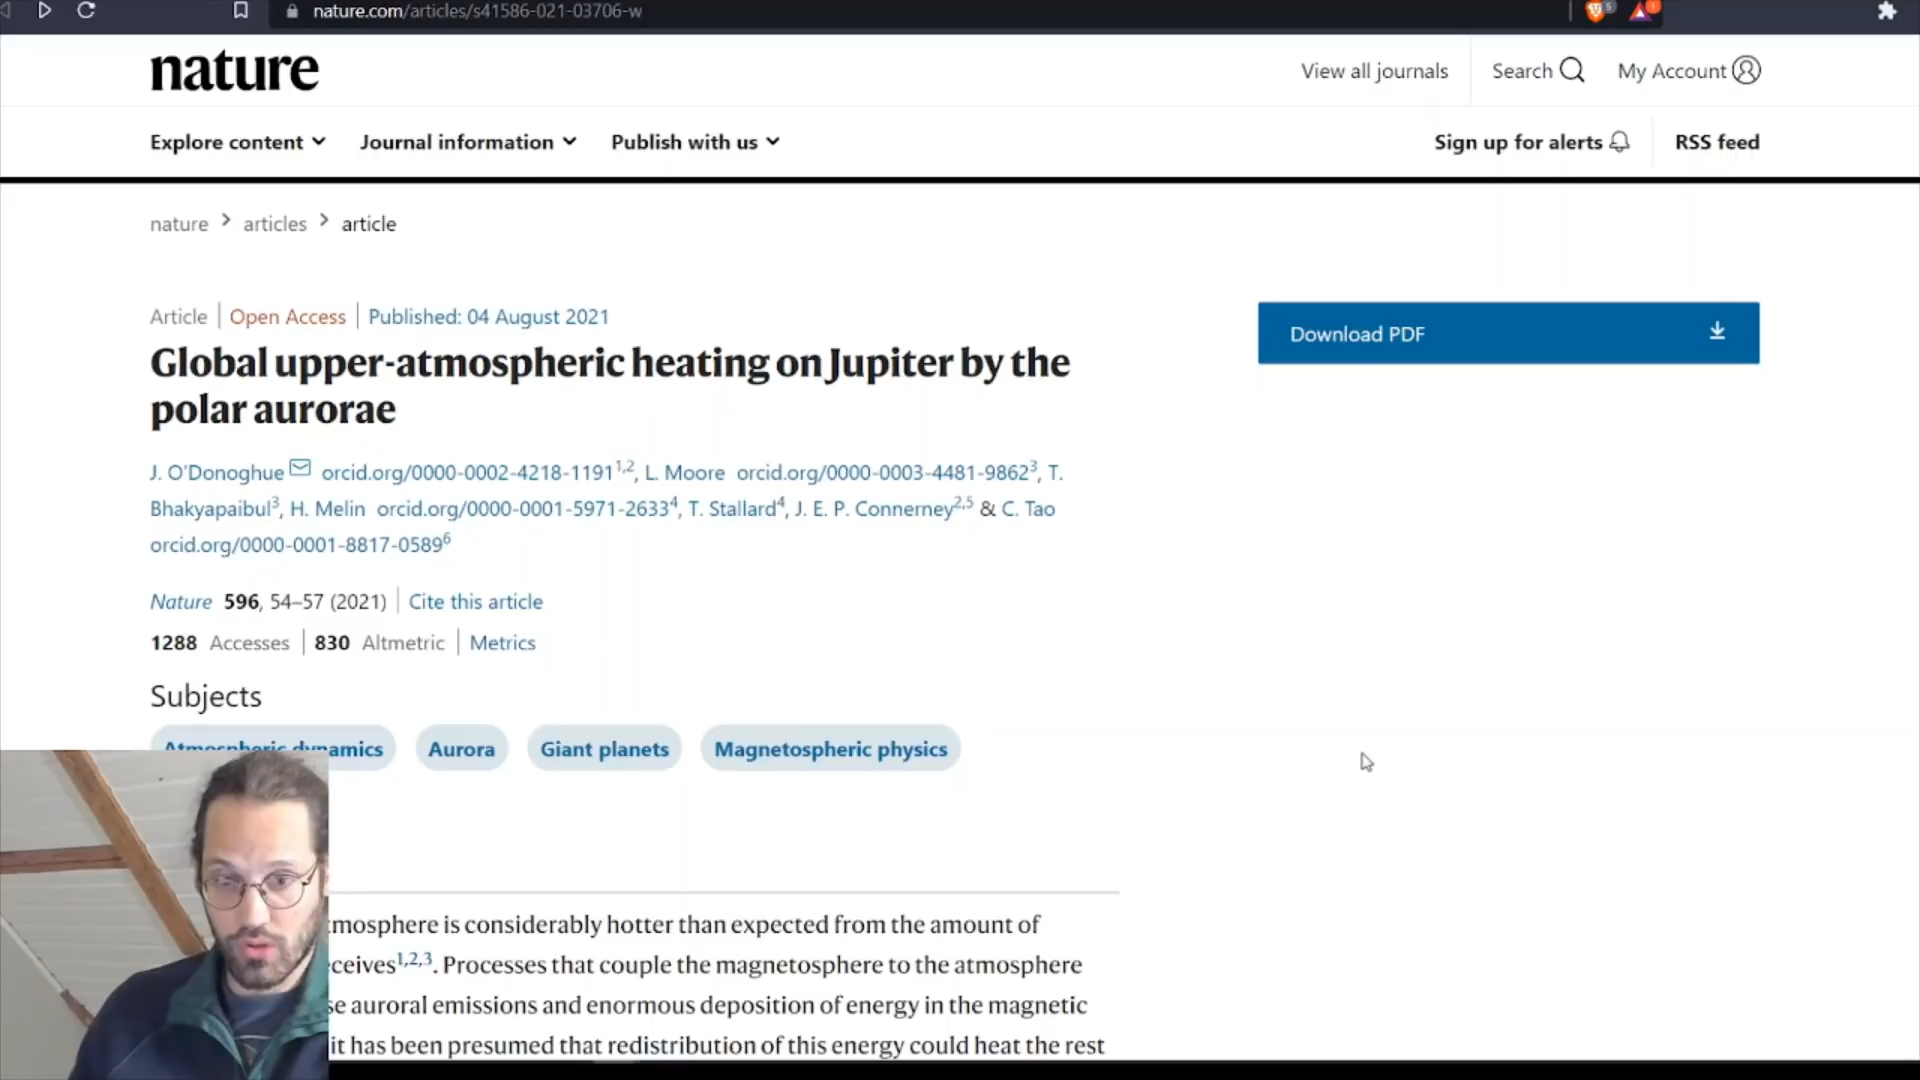 nature.com/articles/s41586-021-03706-w
5
1
nature
View all journals
Search
My Account
Explore content
Journal information
Publish with us
Sign up for alerts
RSS feed
nature > articles > article
Article | Open Access | Published: 04 August 2021
Download PDF
Global upper-atmospheric heating on Jupiter by the
polar aurorae
J. O'Donoghue orcid.org/0000-0002-4218-1191 1,2, L. Moore orcid.org/0000-0003-4481-9862 3, T.
Bhakyapaibul 3, H. Melin orcid.org/0000-0001-5971-2633 4, T. Stallard 4, J. E. P. Connerney 2,5 & C. Tao
orcid.org/0000-0001-8817-0589 6
Nature 596, 54–57 (2021) | Cite this article
1288 Accesses | 830 Altmetric | Metrics
Subjects
Atmospheric dynamics
Aurora
Giant planets
Magnetospheric physics
tmosphere is considerably hotter than expected from the amount of
ceives 1,2,3. Processes that couple the magnetosphere to the atmosphere
se auroral emissions and enormous deposition of energy in the magnetic
it has been presumed that redistribution of this energy could heat the rest